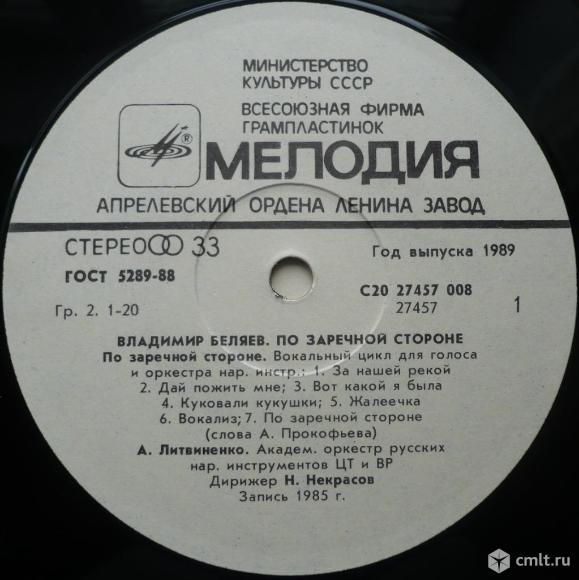 МИНИСТЕРСТВО
КУЛЬТУРЫ СССР
ВСЕСОЮЗНАЯ ФИРМА
ГРАМПЛАСТИНОК
®
МЕЛОДИЯ
АПРЕЛЕВСКИЙ ОРДЕНА ЛЕНИНА ЗАВОД
СТЕРЕО 33
Год выпуска 1989
ГОСТ 5289-88
С20 27457 008
Гр. 2. 1-20
27457
1
ВЛАДИМИР БЕЛЯЕВ. ПО ЗАРЕЧНОЙ СТОРОНЕ
По заречной стороне. Вокальный цикл для голоса
и оркестра нар. инстр.: 1. За нашей рекой
2. Дай пожить мне; 3. Вот какой я была
4. Куковали кукушки; 5. Жалеечка
6. Вокализ; 7. По заречной стороне
(слова А. Прокофьева)
А. Литвиненко. Академ. оркестр русских
нар. инструментов ЦТ и ВР
Дирижер Н. Некрасов
Запись 1985 г.
cmlt.ru